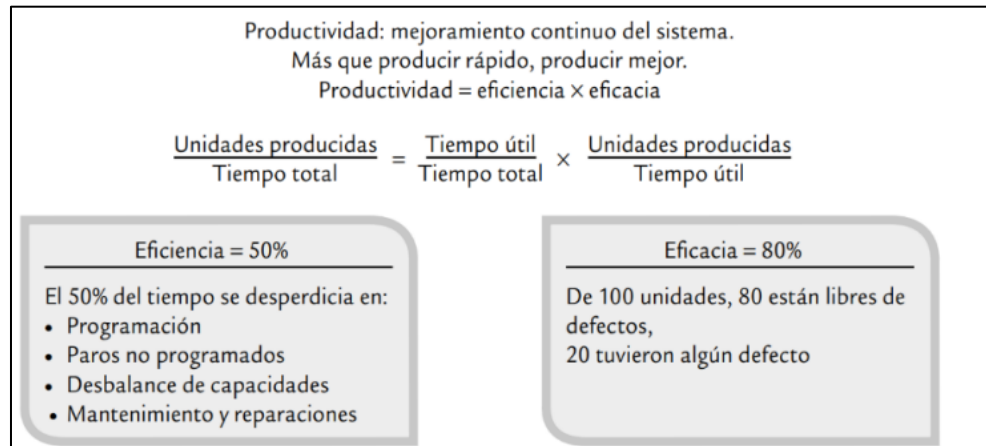 Productividad: mejoramiento continuo del sistema.
Más que producir rápido, producir mejor.
Productividad = eficiencia × eficacia
Unidades producidas / Tiempo total = Tiempo útil / Tiempo total × Unidades producidas / Tiempo útil
Eficiencia = 50%
El 50% del tiempo se desperdicia en:
• Programación
• Paros no programados
• Desbalance de capacidades
• Mantenimiento y reparaciones
Eficacia = 80%
De 100 unidades, 80 están libres de
defectos,
20 tuvieron algún defecto